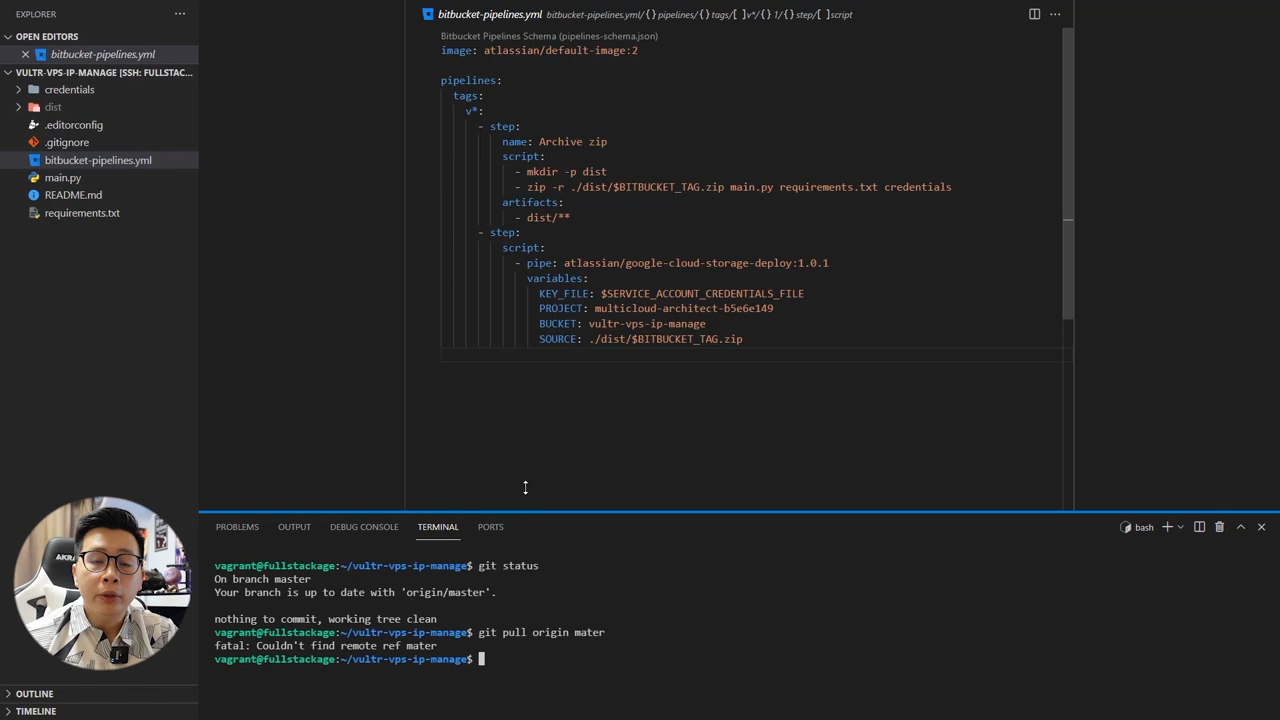 EXPLORER
OPEN EDITORS
bitbucket-pipelines.yml
VULTR-VPS-IP-MANAGE [SSH: FULLSTAC...
credentials
dist
.editorconfig
.gitignore
bitbucket-pipelines.yml
main.py
README.md
requirements.txt
OUTLINE
TIMELINE
bitbucket-pipelines.yml bitbucket-pipelines.yml/{} pipelines/{} tags/[ ]v*/{} 1/{} step/[ ]script
Bitbucket Pipelines Schema (pipelines-schema.json)
image: atlassian/default-image:2
pipelines:
tags:
v*:
- step:
name: Archive zip
script:
- mkdir -p dist
- zip -r ./dist/$BITBUCKET_TAG.zip main.py requirements.txt credentials
artifacts:
- dist/**
- step:
script:
- pipe: atlassian/google-cloud-storage-deploy:1.0.1
variables:
KEY_FILE: $SERVICE_ACCOUNT_CREDENTIALS_FILE
PROJECT: multicloud-architect-b5e6e149
BUCKET: vultr-vps-ip-manage
SOURCE: ./dist/$BITBUCKET_TAG.zip
PROBLEMS OUTPUT DEBUG CONSOLE TERMINAL PORTS
bash
vagrant@fullstackage:~/vultr-vps-ip-manage$ git status
On branch master
Your branch is up to date with 'origin/master'.
nothing to commit, working tree clean
vagrant@fullstackage:~/vultr-vps-ip-manage$ git pull origin mater
fatal: Couldn't find remote ref mater
vagrant@fullstackage:~/vultr-vps-ip-manage$